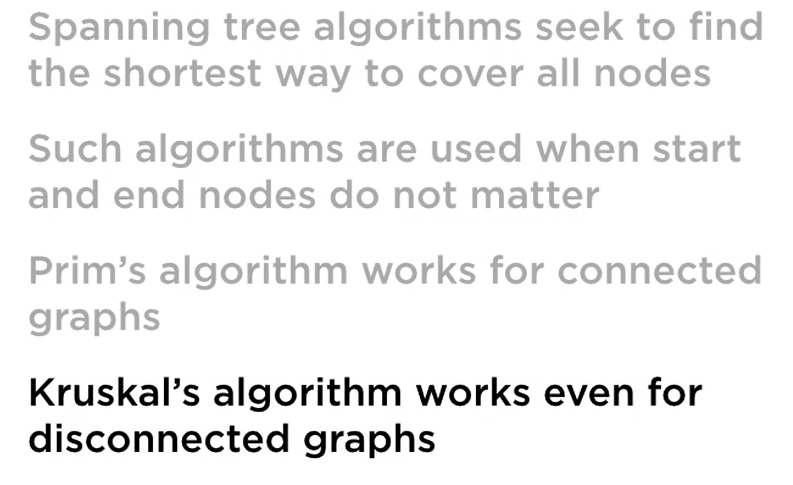 Spanning tree algorithms seek to find
the shortest way to cover all nodes
Such algorithms are used when start
and end nodes do not matter
Prim’s algorithm works for connected
graphs
Kruskal’s algorithm works even for
disconnected graphs